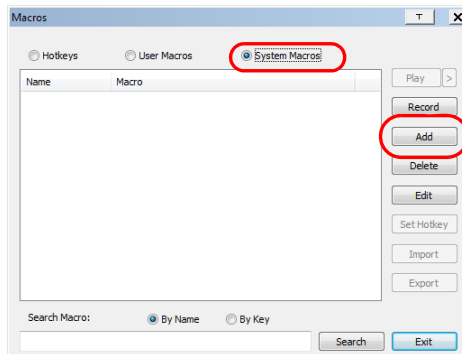 Macros T X
Hotkeys User Macros System Macros
Name Macro
Play >
Record
Add
Delete
Edit
Set Hotkey
Import
Export
Search Macro: By Name By Key
Search Exit